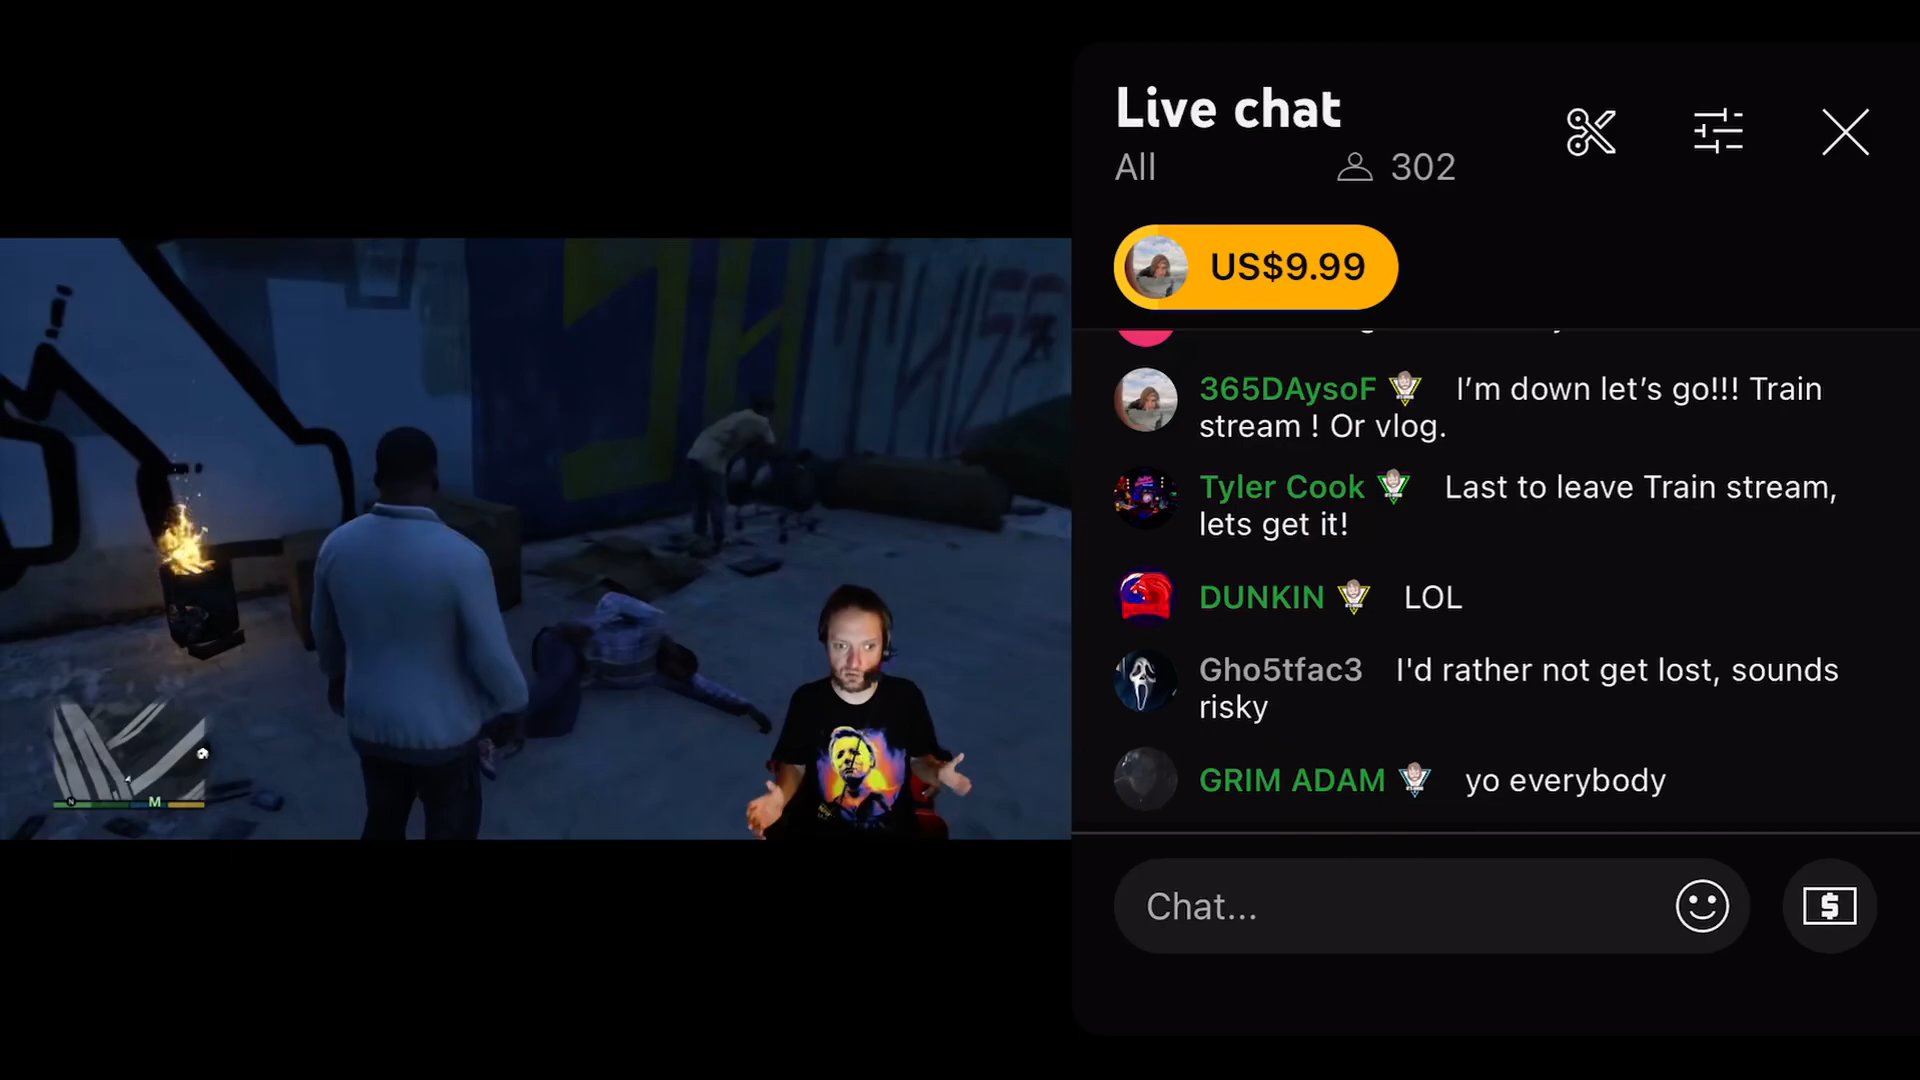 Live chat
All 302
US$9.99
365DAysoF I’m down let’s go!!! Train
stream ! Or vlog.
Tyler Cook Last to leave Train stream,
lets get it!
DUNKIN LOL
Gho5tfac3 I'd rather not get lost, sounds
risky
GRIM ADAM yo everybody
Chat...
N
M